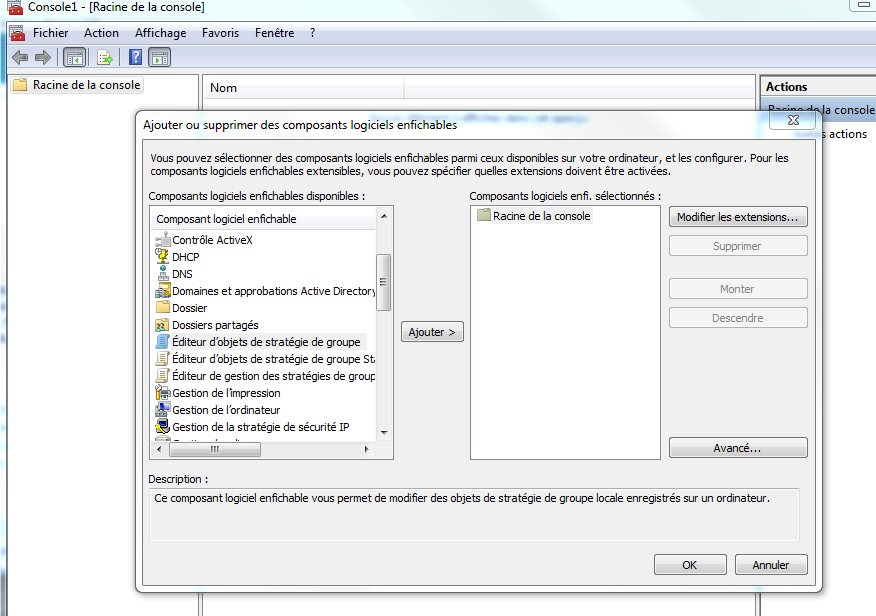 Console1 - [Racine de la console]
Fichier Action Affichage Favoris Fenêtre ?
Racine de la console
Nom
Actions
Racine de la console
actions
Ajouter ou supprimer des composants logiciels enfichables
Vous pouvez sélectionner des composants logiciels enfichables parmi ceux disponibles sur votre ordinateur, et les configurer. Pour les
composants logiciels enfichables extensibles, vous pouvez spécifier quelles extensions doivent être activées.
Composants logiciels enfichables disponibles :
Composant logiciel enfichable
Contrôle ActiveX
DHCP
DNS
Domaines et approbations Active Directory
Dossier
Dossiers partagés
Éditeur d'objets de stratégie de groupe
Éditeur d'objets de stratégie de groupe Sta
Éditeur de gestion des stratégies de group
Gestion de l'impression
Gestion de l'ordinateur
Gestion de la stratégie de sécurité IP
Ajouter >
Composants logiciels enfi. sélectionnés :
Racine de la console
Modifier les extensions...
Supprimer
Monter
Descendre
Avancé...
Description :
Ce composant logiciel enfichable vous permet de modifier des objets de stratégie de groupe locale enregistrés sur un ordinateur.
OK
Annuler